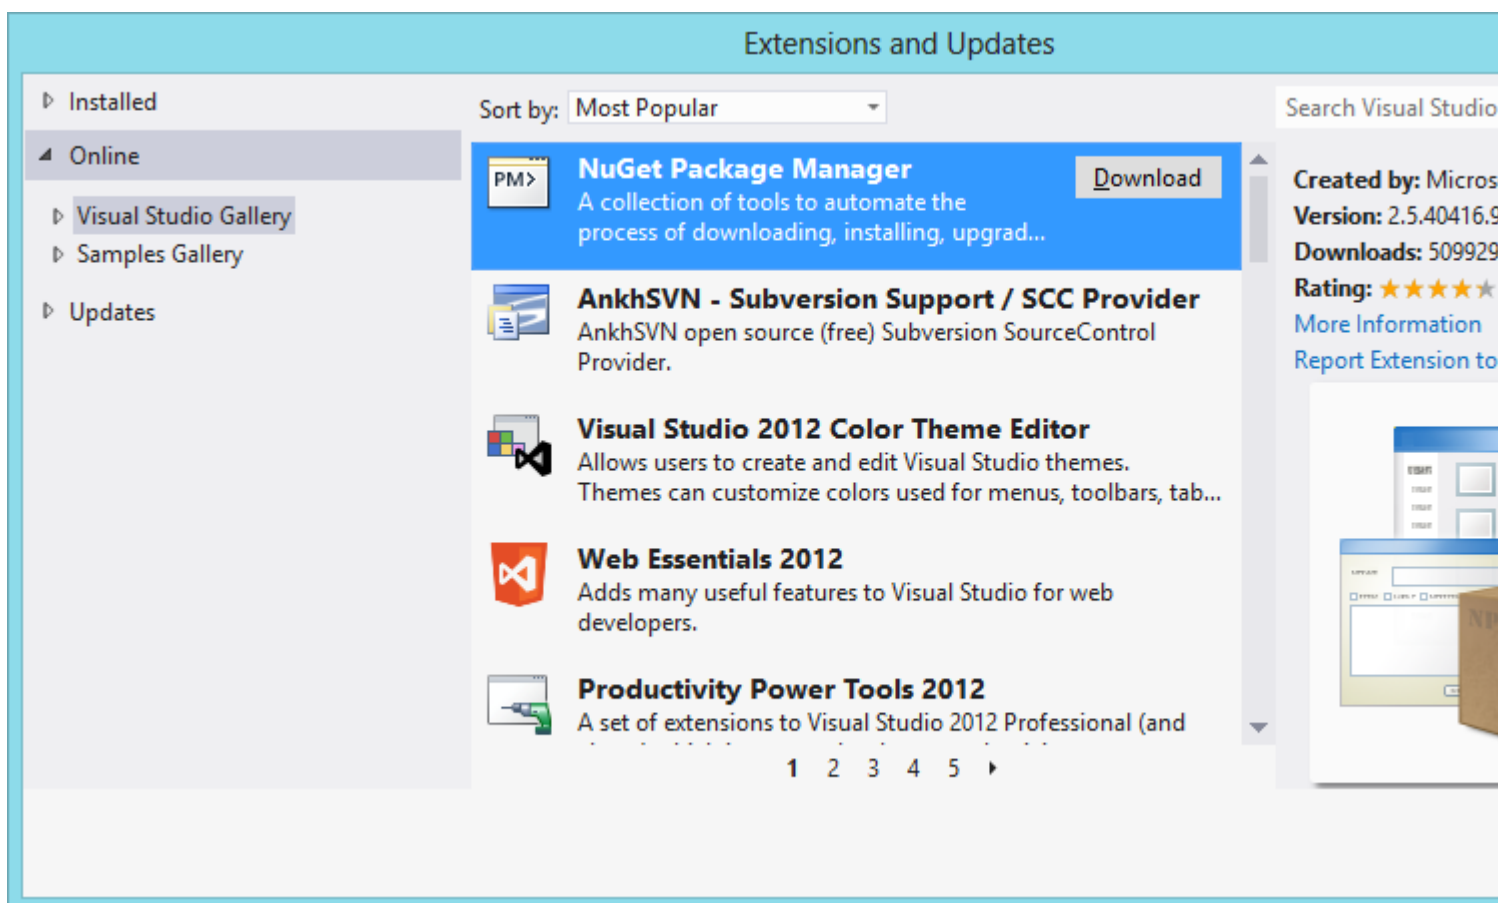 Extensions and Updates
Installed
Online
Visual Studio Gallery
Samples Gallery
Updates
Sort by: Most Popular
PM>
NuGet Package Manager
Download
A collection of tools to automate the
process of downloading, installing, upgrad...
AnkhSVN - Subversion Support / SCC Provider
AnkhSVN open source (free) Subversion SourceControl
Provider.
Visual Studio 2012 Color Theme Editor
Allows users to create and edit Visual Studio themes.
Themes can customize colors used for menus, toolbars, tab...
Web Essentials 2012
Adds many useful features to Visual Studio for web
developers.
Productivity Power Tools 2012
A set of extensions to Visual Studio 2012 Professional (and
1 2 3 4 5
Search Visual Studio
Created by: Micros
Version: 2.5.40416.9
Downloads: 509929
Rating:
More Information
Report Extension to